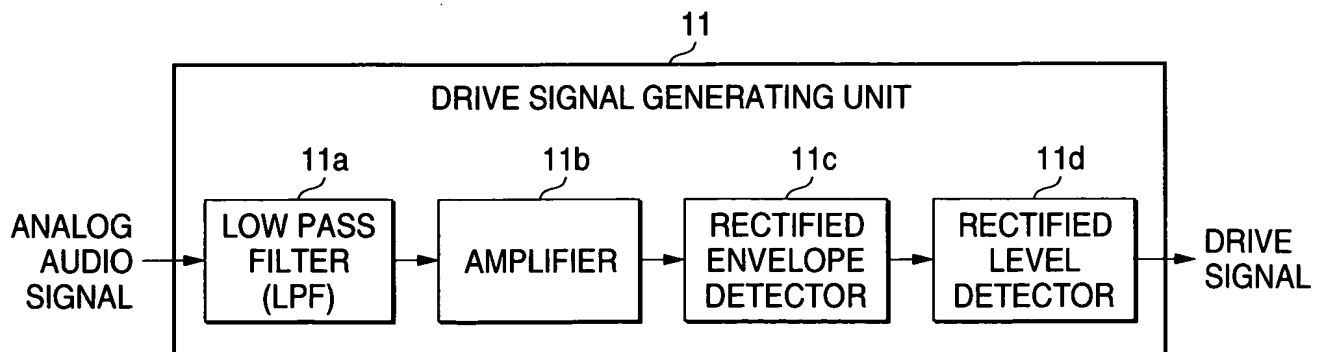 11
DRIVE SIGNAL GENERATING UNIT
11a
11b
11c
11d
ANALOG
AUDIO
SIGNAL
LOW PASS
FILTER
(LPF)
AMPLIFIER
RECTIFIED
ENVELOPE
DETECTOR
RECTIFIED
LEVEL
DETECTOR
DRIVE
SIGNAL